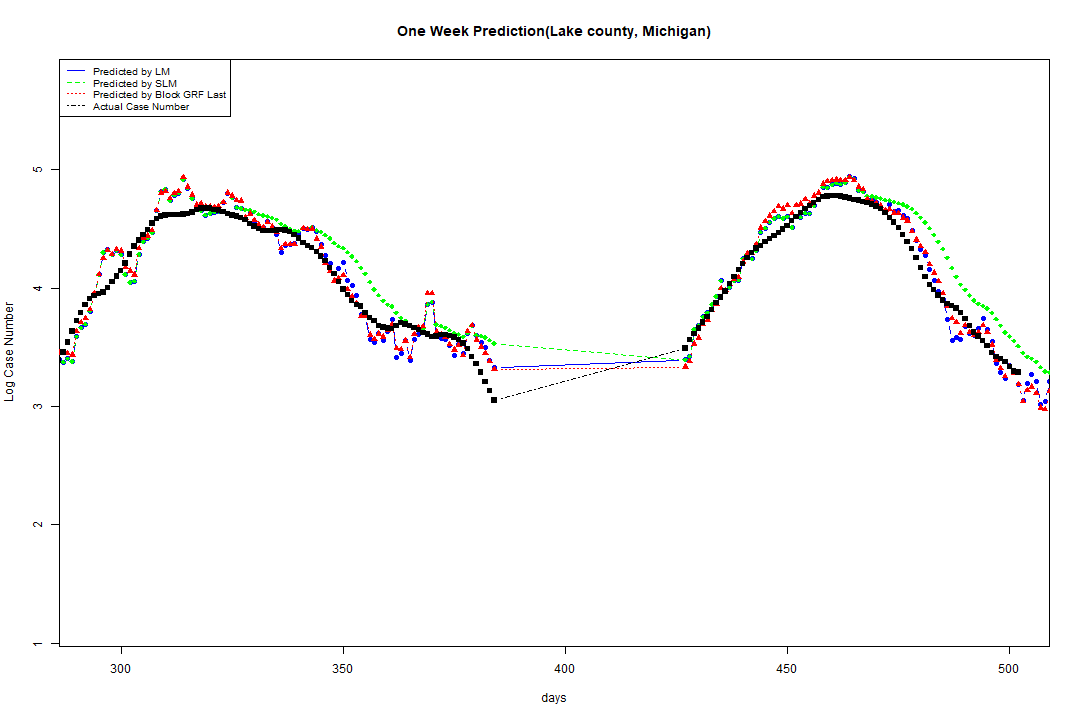 One Week Prediction(Lake county, Michigan)
Predicted by LM
Predicted by SLM
Predicted by Block GRF Last
Actual Case Number
Log Case Number
5
4
3
2
1
300 350 400 450 500
days